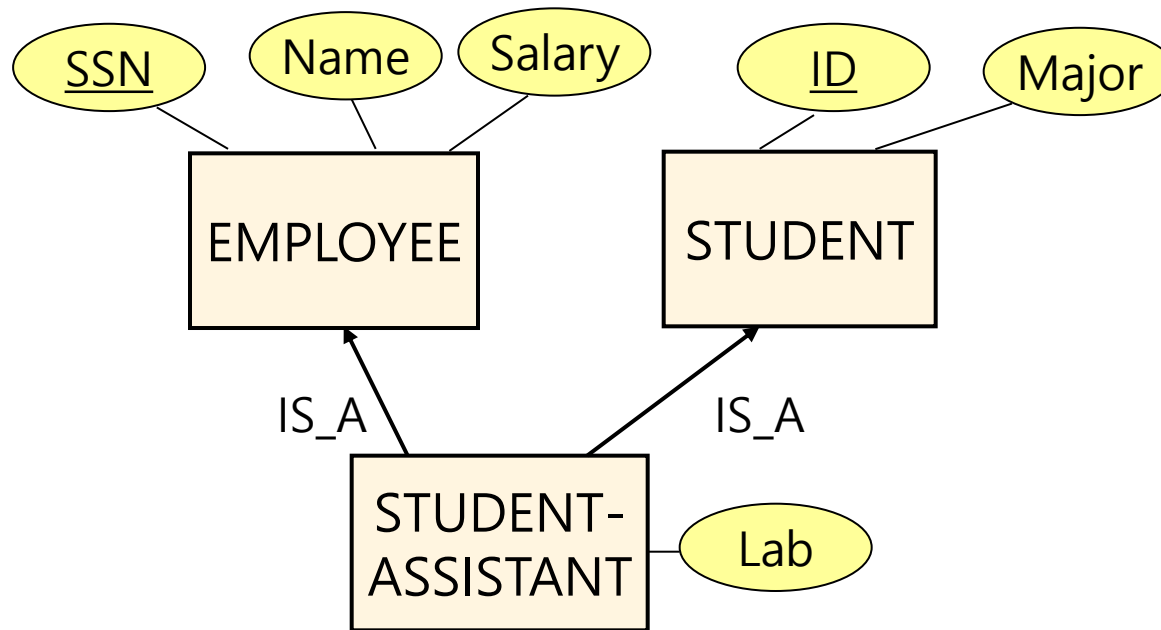 SSN
Name
Salary
ID
Major
EMPLOYEE
STUDENT
IS_A
IS_A
STUDENT-
ASSISTANT
Lab